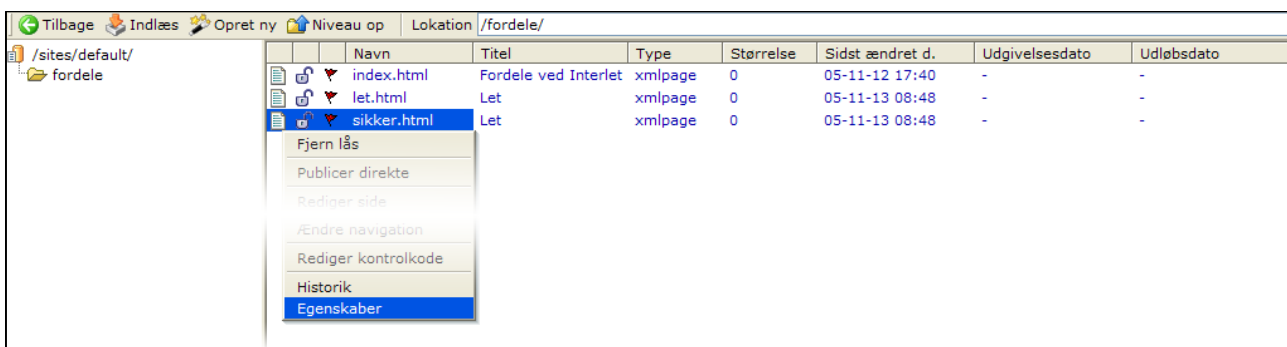 Tilbage Indlæs Opret ny Niveau op Lokation /fordele/
/sites/default/
fordele
Navn Titel Type Størrelse Sidst ændret d. Udgivelsesdato Udløbsdato
index.html Fordele ved Interlet xmlpage 0 05-11-12 17:40 - -
let.html Let xmlpage 0 05-11-13 08:48 - -
sikker.html Let xmlpage 0 05-11-13 08:48 - -
Fjern lås
Publicer direkte
Rediger side
Ændre navigation
Rediger kontrolkode
Historik
Egenskaber